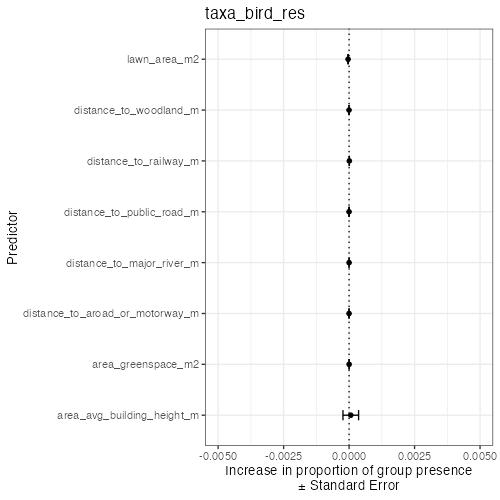 taxa_bird_res
lawn_area_m2
distance_to_woodland_m
distance_to_railway_m
distance_to_public_road_m
distance_to_major_river_m
distance_to_aroad_or_motorway_m
area_greenspace_m2
area_avg_building_height_m
Predictor
-0.0050 -0.0025 0.0000 0.0025 0.0050
Increase in proportion of group presence
± Standard Error